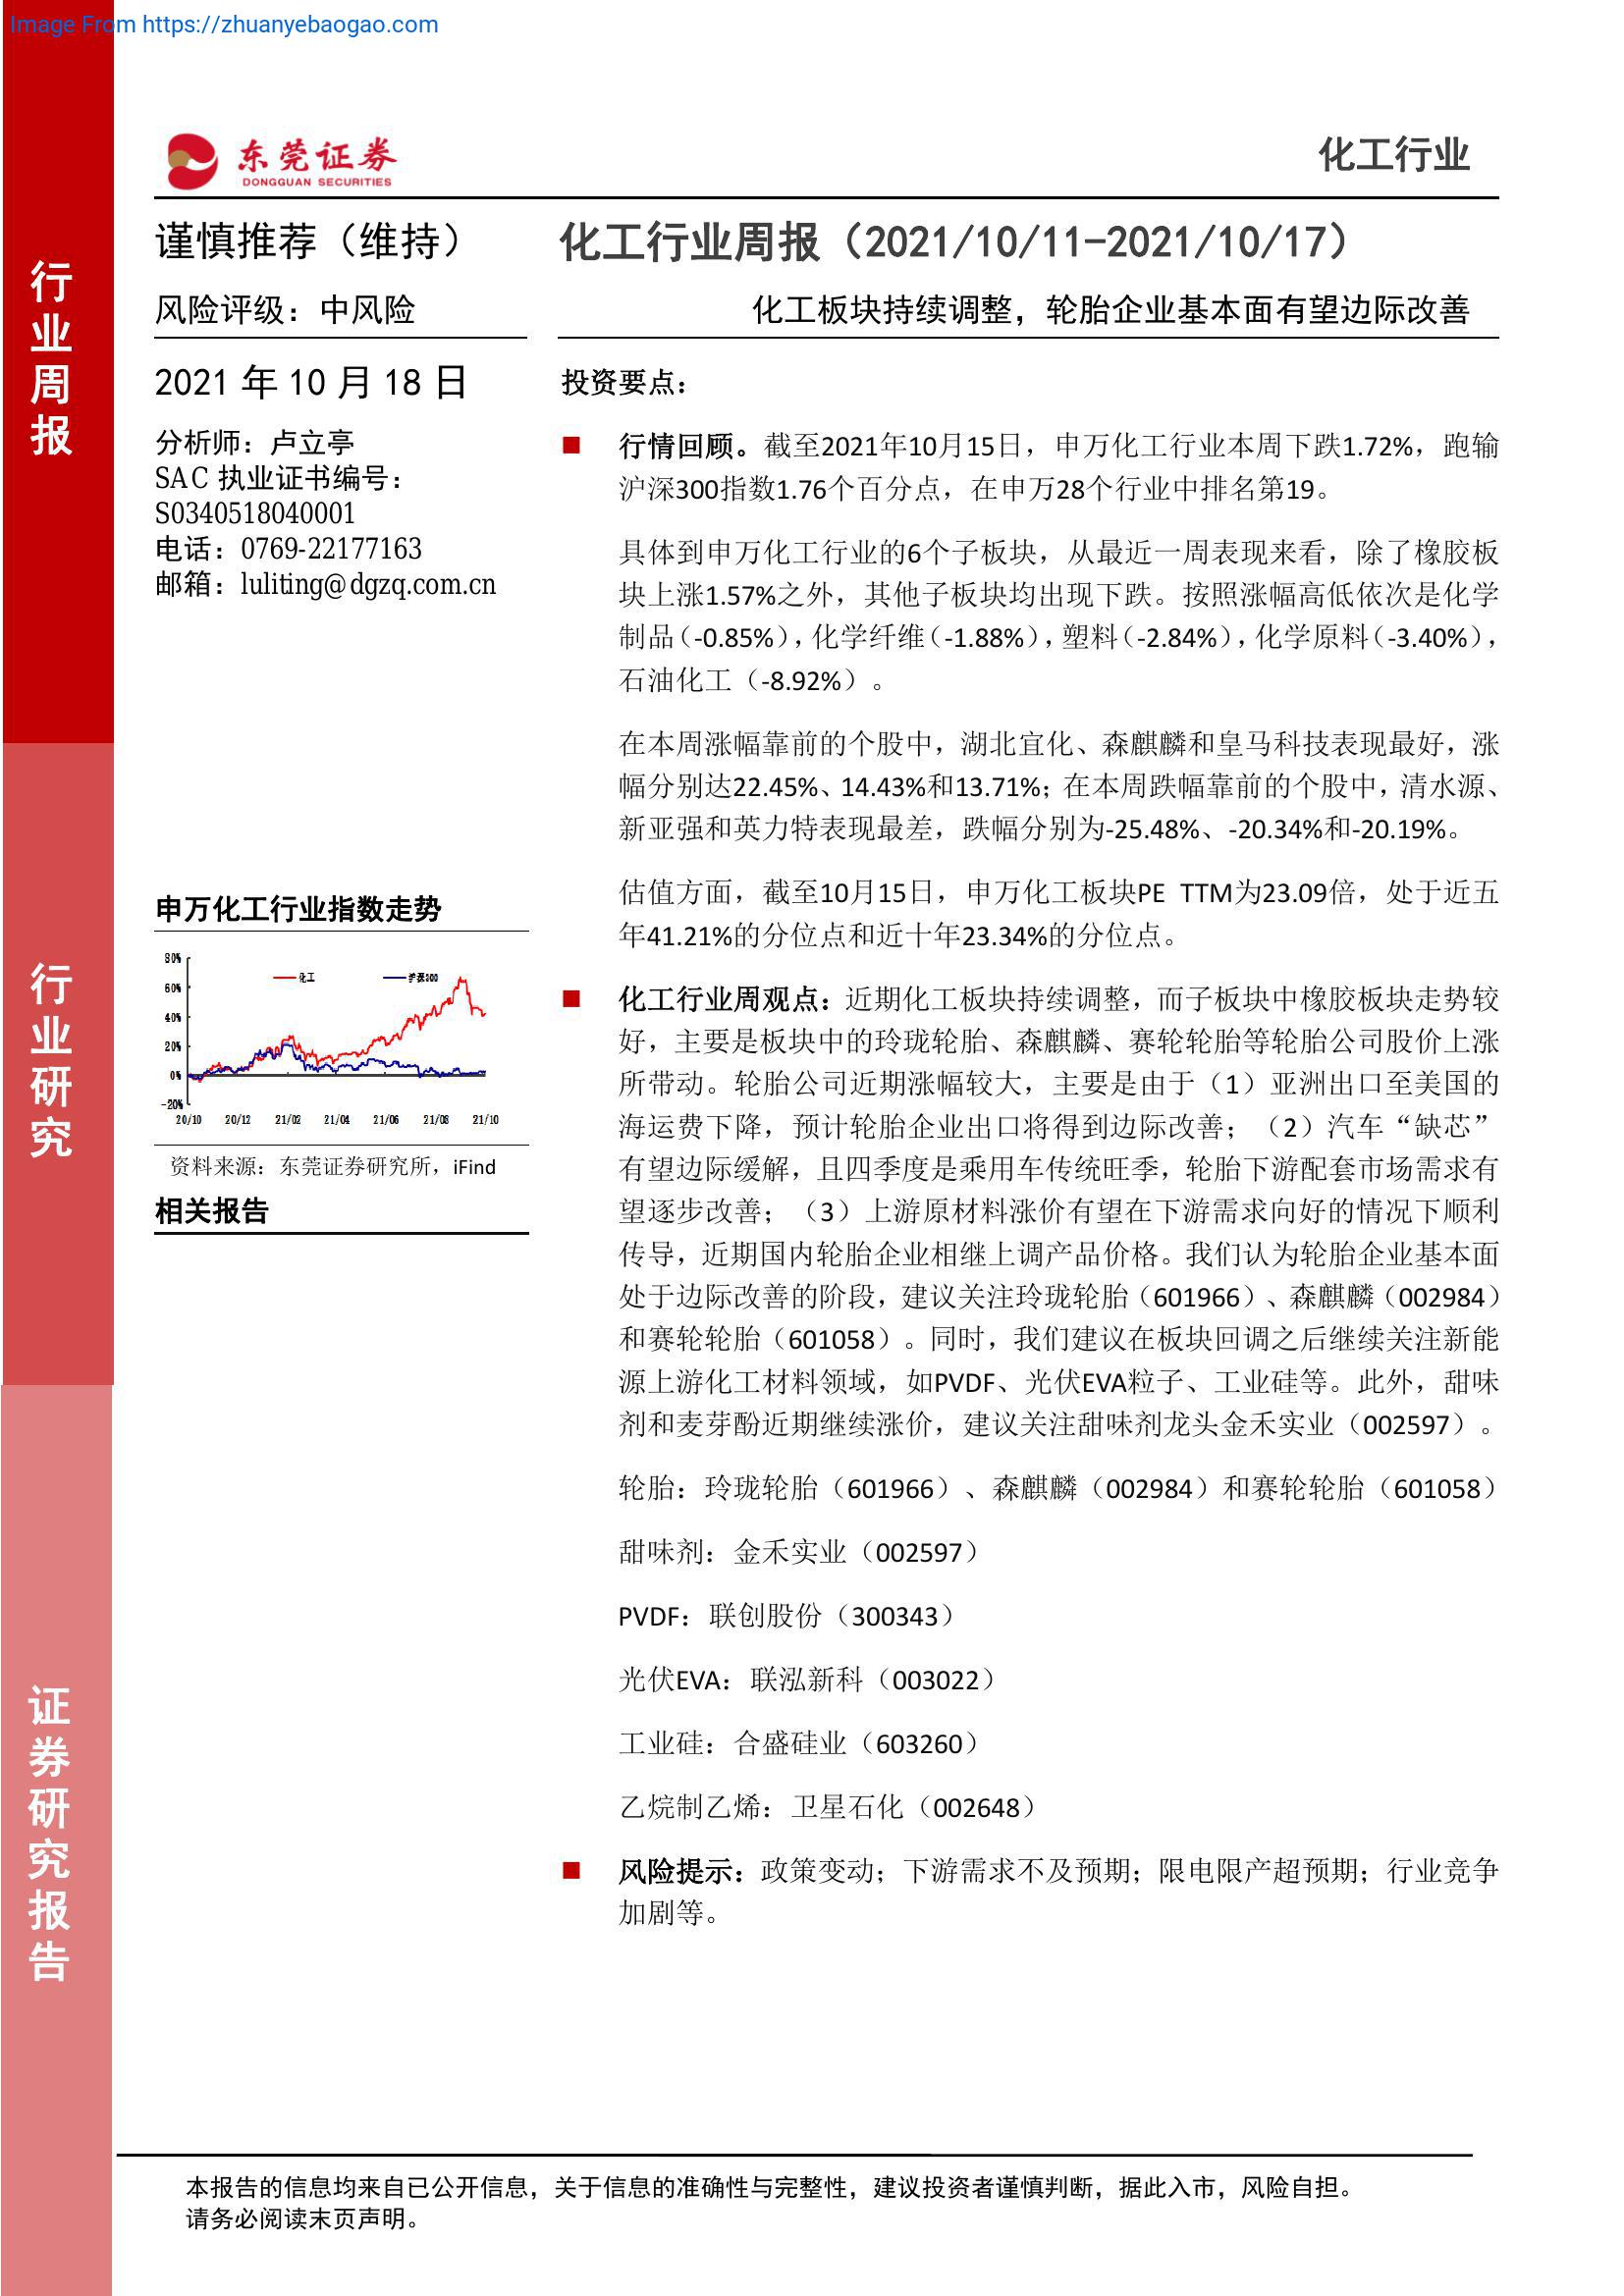 Image From https://zhuanyebaogao.com
东莞证券
DONGGUAN SECURITIES
化工行业
行业周报
行业研究
证券研究报告
谨慎推荐（维持）
风险评级：中风险
2021 年 10 月 18 日
分析师：卢立亭
SAC 执业证书编号：
S0340518040001
电话：0769-22177163
邮箱：luliting@dgzq.com.cn
申万化工行业指数走势
80%
60%
40%
20%
0%
-20%
化工
沪深300
20/10
20/12
21/02
21/04
21/06
21/08
21/10
资料来源：东莞证券研究所，iFind
相关报告
化工行业周报（2021/10/11-2021/10/17）
化工板块持续调整，轮胎企业基本面有望边际改善
投资要点：
行情回顾。截至2021年10月15日，申万化工行业本周下跌1.72%，跑输
沪深300指数1.76个百分点，在申万28个行业中排名第19。
具体到申万化工行业的6个子板块，从最近一周表现来看，除了橡胶板
块上涨1.57%之外，其他子板块均出现下跌。按照涨幅高低依次是化学
制品（-0.85%），化学纤维（-1.88%），塑料（-2.84%），化学原料（-3.40%），
石油化工（-8.92%）。
在本周涨幅靠前的个股中，湖北宜化、森麒麟和皇马科技表现最好，涨
幅分别达22.45%、14.43%和13.71%；在本周跌幅靠前的个股中，清水源、
新亚强和英力特表现最差，跌幅分别为-25.48%、-20.34%和-20.19%。
估值方面，截至10月15日，申万化工板块PE TTM为23.09倍，处于近五
年41.21%的分位点和近十年23.34%的分位点。
化工行业周观点：近期化工板块持续调整，而子板块中橡胶板块走势较
好，主要是板块中的玲珑轮胎、森麒麟、赛轮轮胎等轮胎公司股价上涨
所带动。轮胎公司近期涨幅较大，主要是由于（1）亚洲出口至美国的
海运费下降，预计轮胎企业出口将得到边际改善；（2）汽车“缺芯”
有望边际缓解，且四季度是乘用车传统旺季，轮胎下游配套市场需求有
望逐步改善；（3）上游原材料涨价有望在下游需求向好的情况下顺利
传导，近期国内轮胎企业相继上调产品价格。我们认为轮胎企业基本面
处于边际改善的阶段，建议关注玲珑轮胎（601966）、森麒麟（002984）
和赛轮轮胎（601058）。同时，我们建议在板块回调之后继续关注新能
源上游化工材料领域，如PVDF、光伏EVA粒子、工业硅等。此外，甜味
剂和麦芽酚近期继续涨价，建议关注甜味剂龙头金禾实业（002597）。
轮胎：玲珑轮胎（601966）、森麒麟（002984）和赛轮轮胎（601058）
甜味剂：金禾实业（002597）
PVDF：联创股份（300343）
光伏EVA：联泓新科（003022）
工业硅：合盛硅业（603260）
乙烷制乙烯：卫星石化（002648）
风险提示：政策变动；下游需求不及预期；限电限产超预期；行业竞争
加剧等。
本报告的信息均来自已公开信息，关于信息的准确性与完整性，建议投资者谨慎判断，据此入市，风险自担。
请务必阅读末页声明。